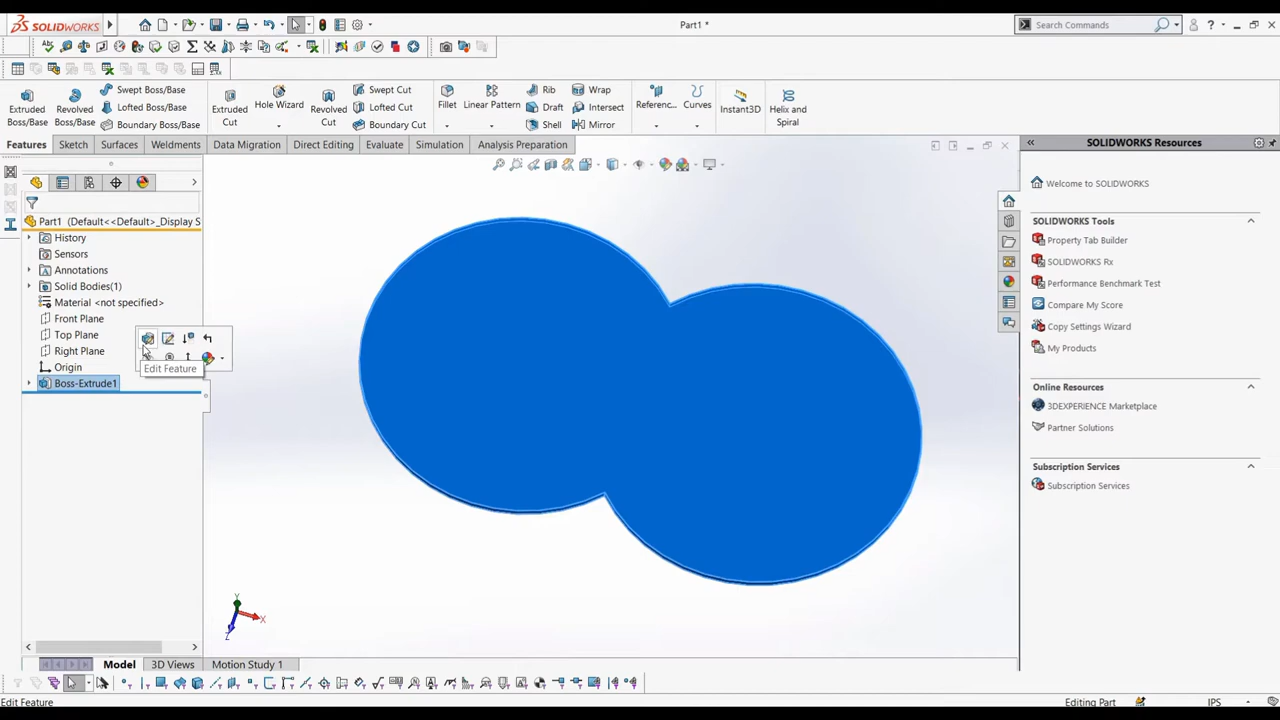 SOLIDWORKS
Part1 *
Search Commands
Extruded Boss/Base
Revolved Boss/Base
Swept Boss/Base
Lofted Boss/Base
Boundary Boss/Base
Extruded Cut
Hole Wizard
Revolved Cut
Swept Cut
Lofted Cut
Boundary Cut
Fillet
Linear Pattern
Rib
Draft
Shell
Wrap
Intersect
Mirror
Referenc...
Curves
Instant3D
Helix and Spiral
Features
Sketch
Surfaces
Weldments
Data Migration
Direct Editing
Evaluate
Simulation
Analysis Preparation
SOLIDWORKS Resources
Part1 (Default<<Default>_Display S
History
Sensors
Annotations
Solid Bodies(1)
Material <not specified>
Front Plane
Top Plane
Right Plane
Origin
Boss-Extrude1
Edit Feature
Y
X
Z
Welcome to SOLIDWORKS
SOLIDWORKS Tools
Property Tab Builder
SOLIDWORKS Rx
Performance Benchmark Test
Compare My Score
Copy Settings Wizard
My Products
Online Resources
3DEXPERIENCE Marketplace
Partner Solutions
Subscription Services
Subscription Services
Model
3D Views
Motion Study 1
Edit Feature
Editing Part
IPS